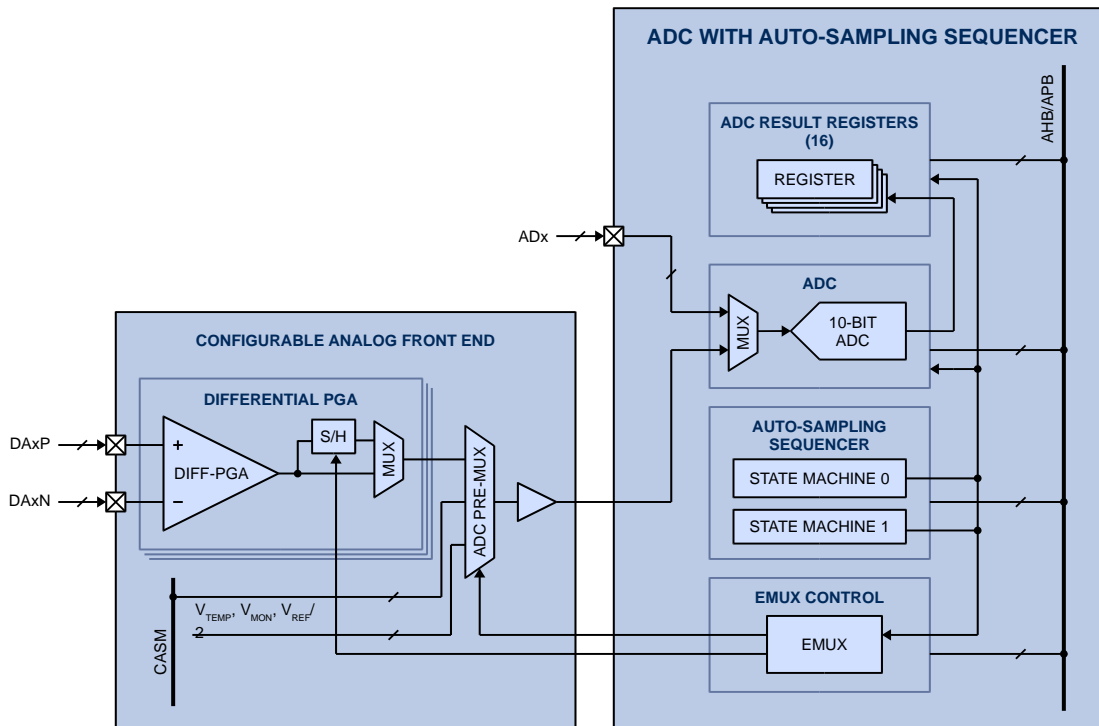 ADC WITH AUTO-SAMPLING SEQUENCER
AHB/APB
ADC RESULT REGISTERS
(16)
REGISTER
ADx
ADC
MUX
10-BIT
ADC
CONFIGURABLE ANALOG FRONT END
DIFFERENTIAL PGA
DAxP
DAxN
+
DIFF-PGA
−
S/H
MUX
ADC PRE-MUX
AUTO-SAMPLING
SEQUENCER
STATE MACHINE 0
STATE MACHINE 1
CASM
VTEMP, VMON, VREF/
2
EMUX CONTROL
EMUX